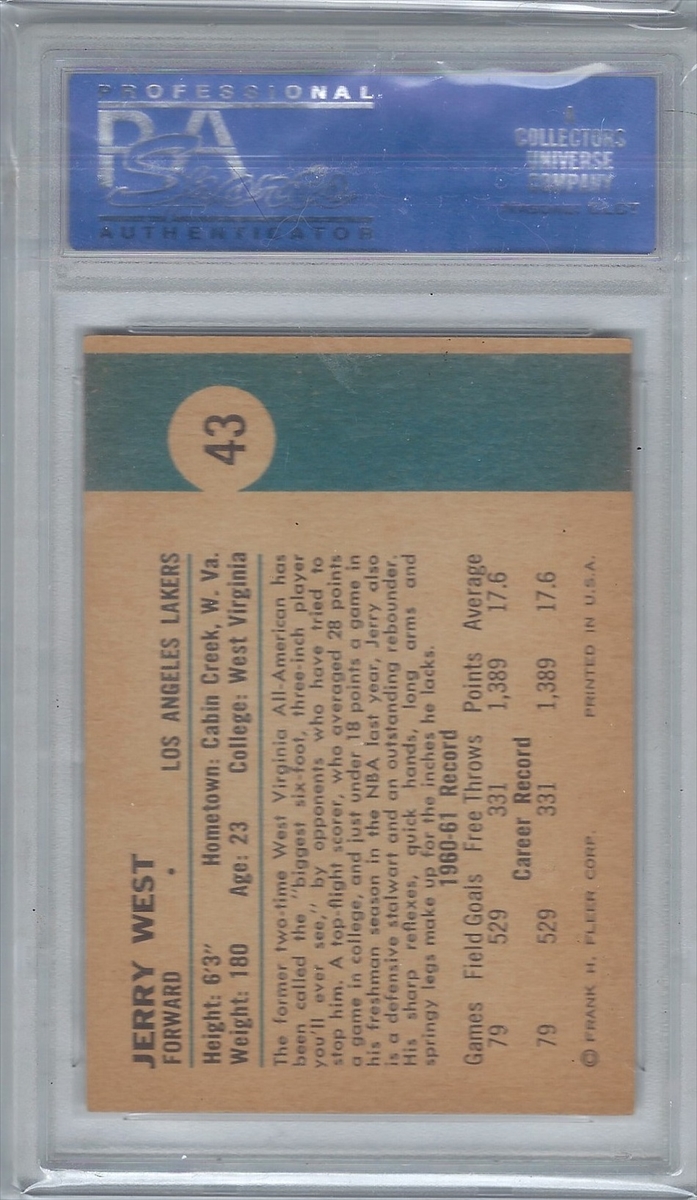 PROFESSIONAL
PSA
Sports
AUTHENTICATOR
A
COLLECTORS
UNIVERSE
COMPANY
43
JERRY WEST
FORWARD • LOS ANGELES LAKERS
Height: 6'3" Hometown: Cabin Creek, W. Va.
Weight: 180 Age: 23 College: West Virginia
The former two-time West Virginia All-American has
been called the "biggest six-foot, three-inch player
you'll ever see," by opponents who have tried to
stop him. A top-flight scorer, who averaged 28 points
a game in college, and just under 18 points a game in
his freshman season in the NBA last year, Jerry also
is a defensive stalwart and an outstanding rebounder.
His sharp reflexes, quick hands, long arms and
springy legs make up for the inches he lacks.
1960-61 Record
Games Field Goals Free Throws Points Average
79 529 331 1,389 17.6
Career Record
79 529 331 1,389 17.6
© FRANK H. FLEER CORP. PRINTED IN U.S.A.